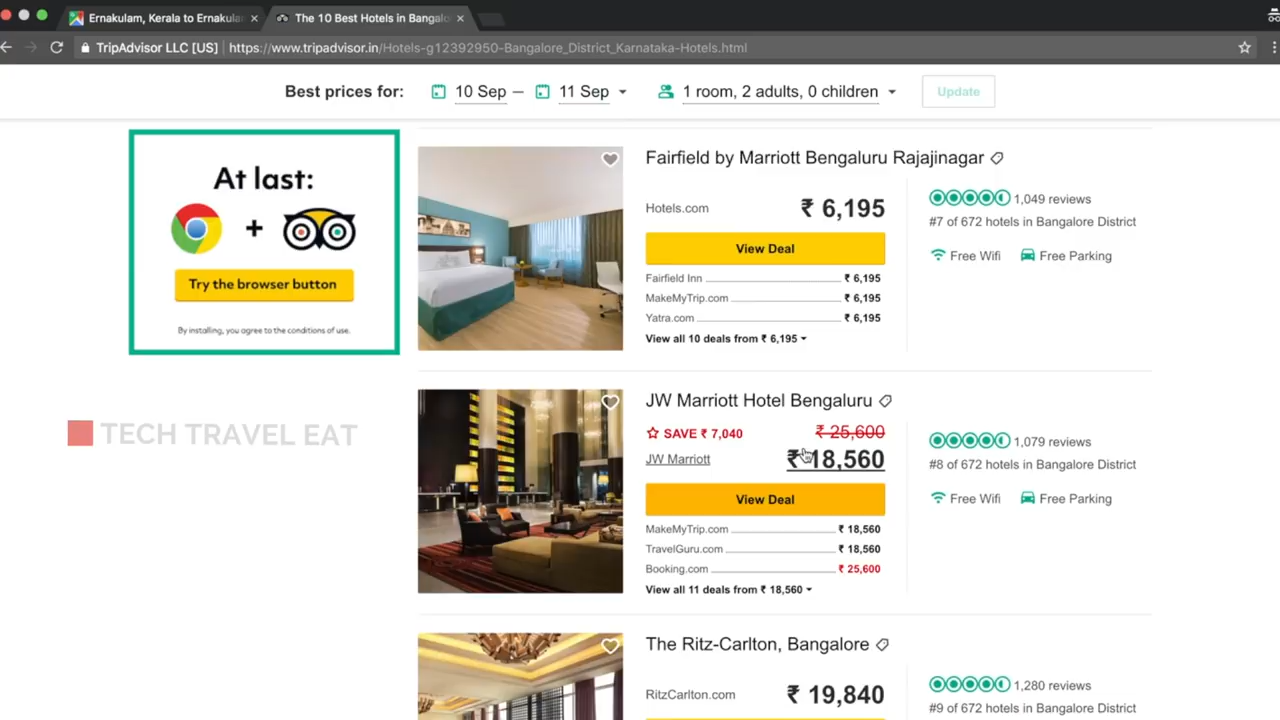 Ernakulam, Kerala to Ernakulam
The 10 Best Hotels in Bangalo
TripAdvisor LLC [US] https://www.tripadvisor.in/Hotels-g12392950-Bangalore_District_Karnataka-Hotels.html
Best prices for: 10 Sep — 11 Sep 1 room, 2 adults, 0 children Update
At last:
+
Try the browser button
By installing, you agree to the conditions of use.
TECH TRAVEL EAT
Fairfield by Marriott Bengaluru Rajajinagar
Hotels.com ₹ 6,195
View Deal
Fairfield Inn ₹ 6,195
MakeMyTrip.com ₹ 6,195
Yatra.com ₹ 6,195
View all 10 deals from ₹ 6,195
1,049 reviews
#7 of 672 hotels in Bangalore District
Free Wifi Free Parking
JW Marriott Hotel Bengaluru
SAVE ₹ 7,040 ₹ 25,600
JW Marriott ₹ 18,560
View Deal
MakeMyTrip.com ₹ 18,560
TravelGuru.com ₹ 18,560
Booking.com ₹ 25,600
View all 11 deals from ₹ 18,560
1,079 reviews
#8 of 672 hotels in Bangalore District
Free Wifi Free Parking
The Ritz-Carlton, Bangalore
RitzCarlton.com ₹ 19,840
1,280 reviews
#9 of 672 hotels in Bangalore District